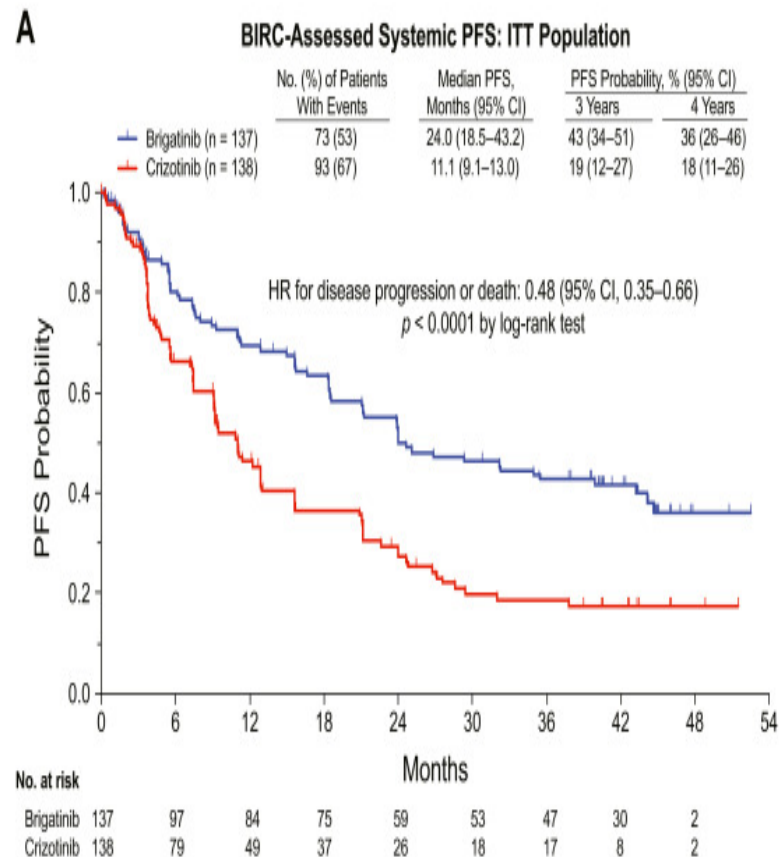 A
BIRC-Assessed Systemic PFS: ITT Population
No. (%) of Patients With Events Median PFS, Months (95% CI) PFS Probability, % (95% CI)
3 Years 4 Years
Brigatinib (n = 137) 73 (53) 24.0 (18.5–43.2) 43 (34–51) 36 (26–46)
Crizotinib (n = 138) 93 (67) 11.1 (9.1–13.0) 19 (12–27) 18 (11–26)
HR for disease progression or death: 0.48 (95% CI, 0.35–0.66)
p < 0.0001 by log-rank test
PFS Probability
1.0
0.8
0.6
0.4
0.2
0.0
0 6 12 18 24 30 36 42 48 54
Months
No. at risk
Brigatinib 137 97 84 75 59 53 47 30 2
Crizotinib 138 79 49 37 26 18 17 8 2